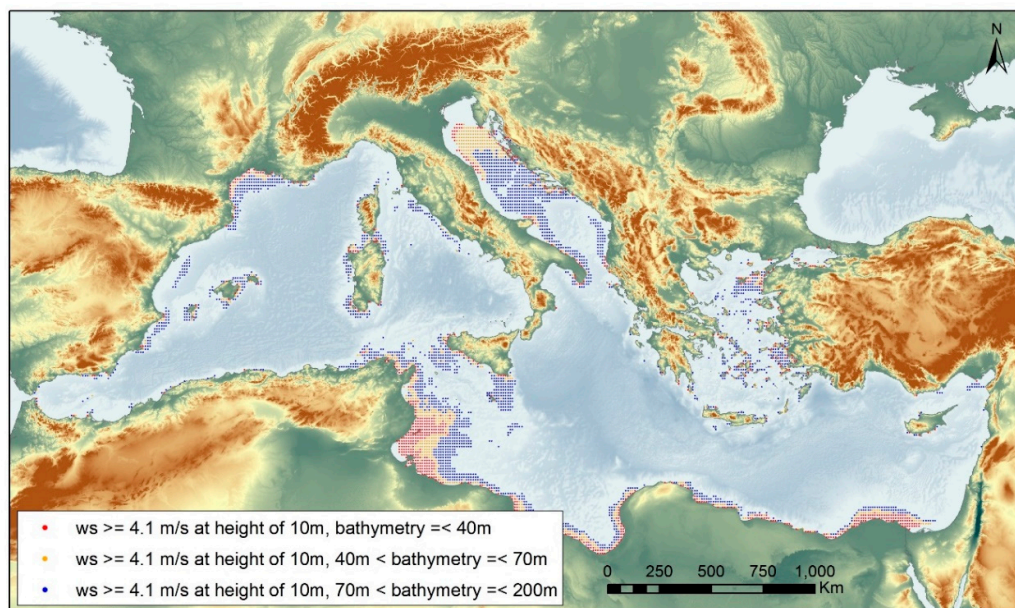 N
ws >= 4.1 m/s at height of 10m, bathymetry =< 40m
ws >= 4.1 m/s at height of 10m, 40m < bathymetry =< 70m
ws >= 4.1 m/s at height of 10m, 70m < bathymetry =< 200m
0 250 500 750 1,000
Km